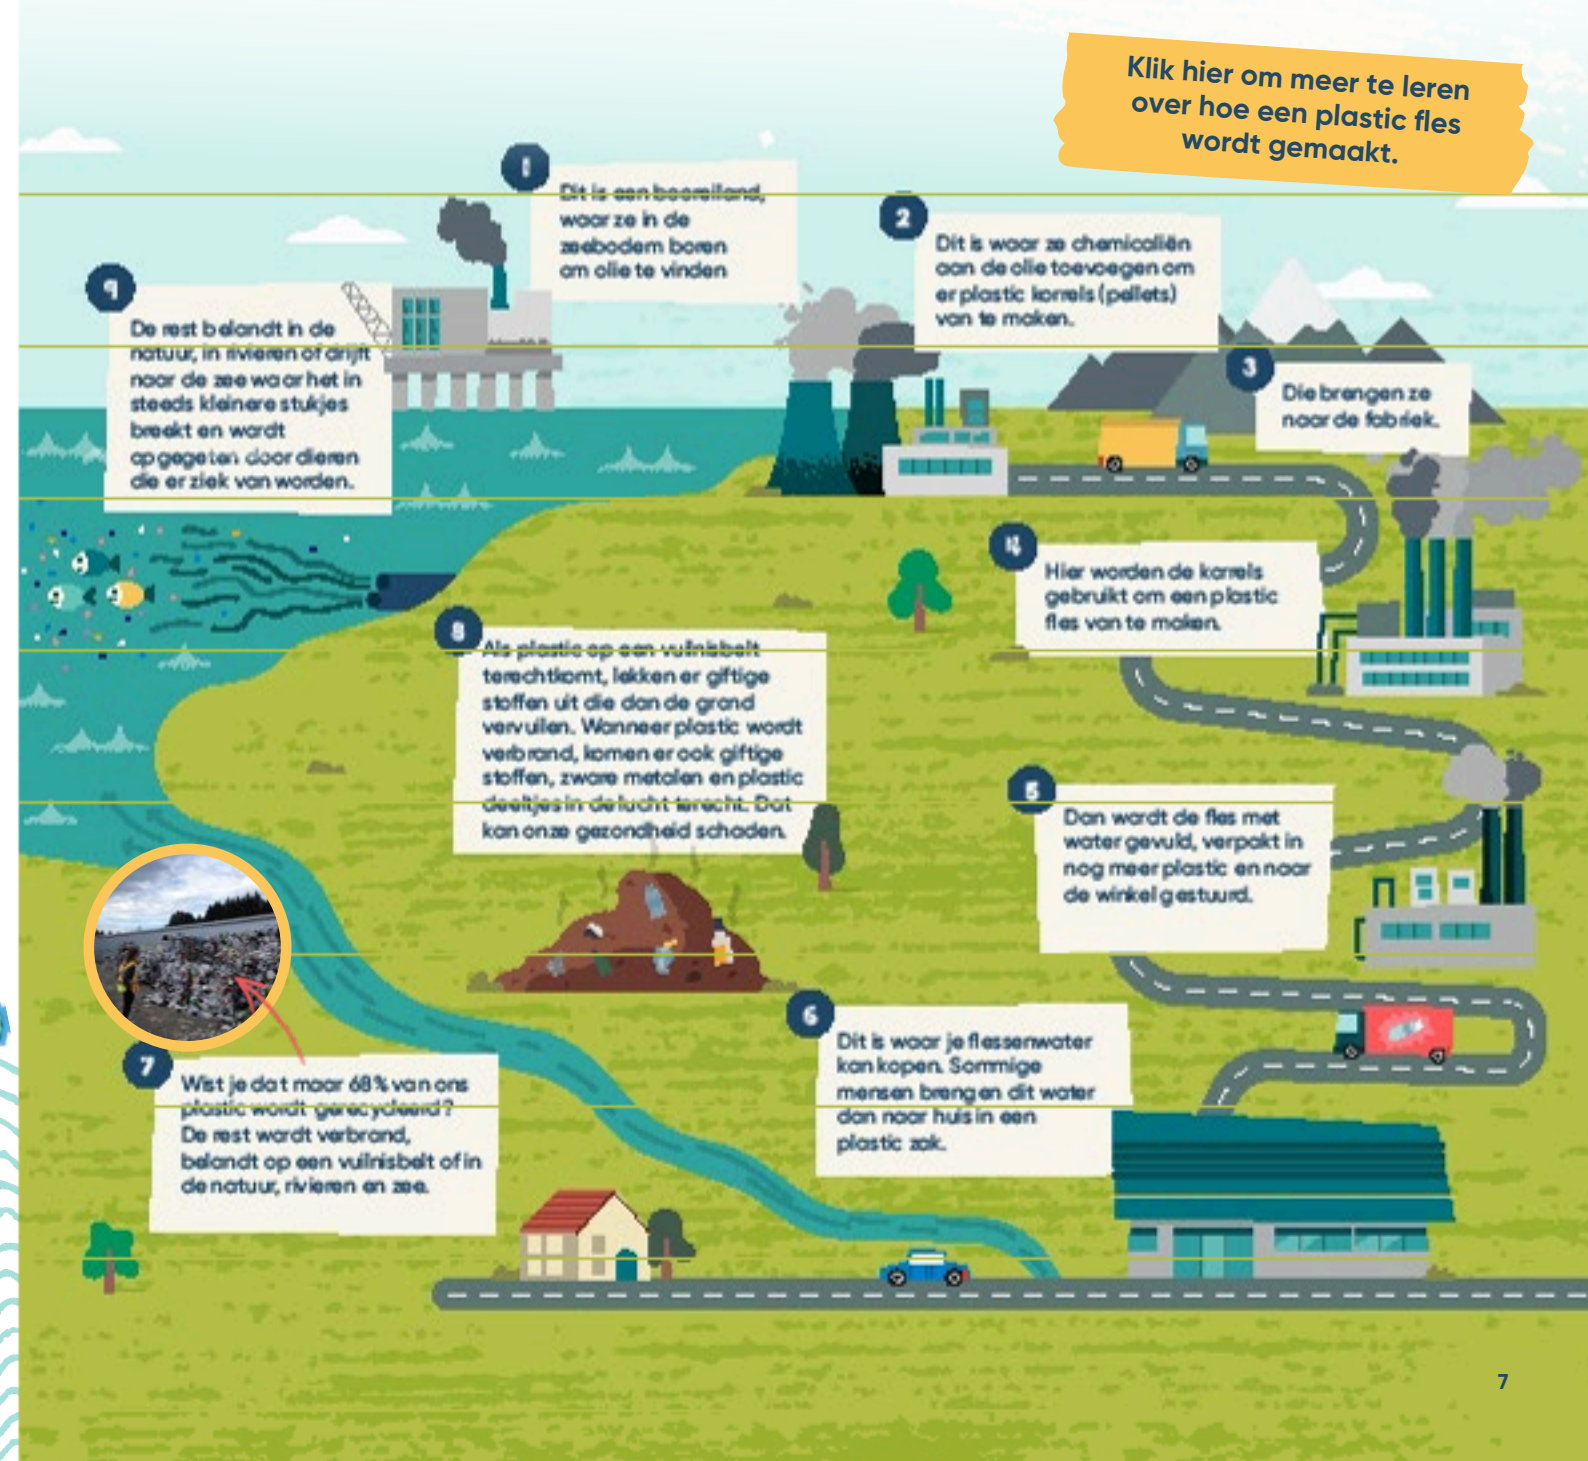 Klik hier om meer te leren
over hoe een plastic fles
wordt gemaakt.
1
Dit is een booreiland,
waar ze in de
zeebodem boren
om olie te vinden
2
Dit is waar ze chemicaliën
aan de olie toevoegen om
er plastic korrels (pellets)
van te maken.
3
Die brengen ze
naar de fabriek.
4
Hier worden de korrels
gebruikt om een plastic
fles van te maken.
5
Dan wordt de fles met
water gevuld, verpakt in
nog meer plastic en naar
de winkel gestuurd.
6
Dit is waar je flessenwater
kan kopen. Sommige
mensen brengen dit water
dan naar huis in een
plastic zak.
7
Wist je dat maar 68% van ons
plastic wordt gerecycleerd?
De rest wordt verbrand,
belandt op een vuilnisbelt of in
de natuur, rivieren en zee.
8
Als plastic op een vuilnisbelt
terechtkomt, lekken er giftige
stoffen uit die dan de grond
vervuilen. Wanneer plastic wordt
verbrand, komen er ook giftige
stoffen, zware metalen en plastic
deeltjes in de lucht terecht. Dat
kan onze gezondheid schaden.
9
De rest belandt in de
natuur, in rivieren of drijft
naar de zee waar het in
steeds kleinere stukjes
breekt en wordt
opgegeten door dieren
die er ziek van worden.
7